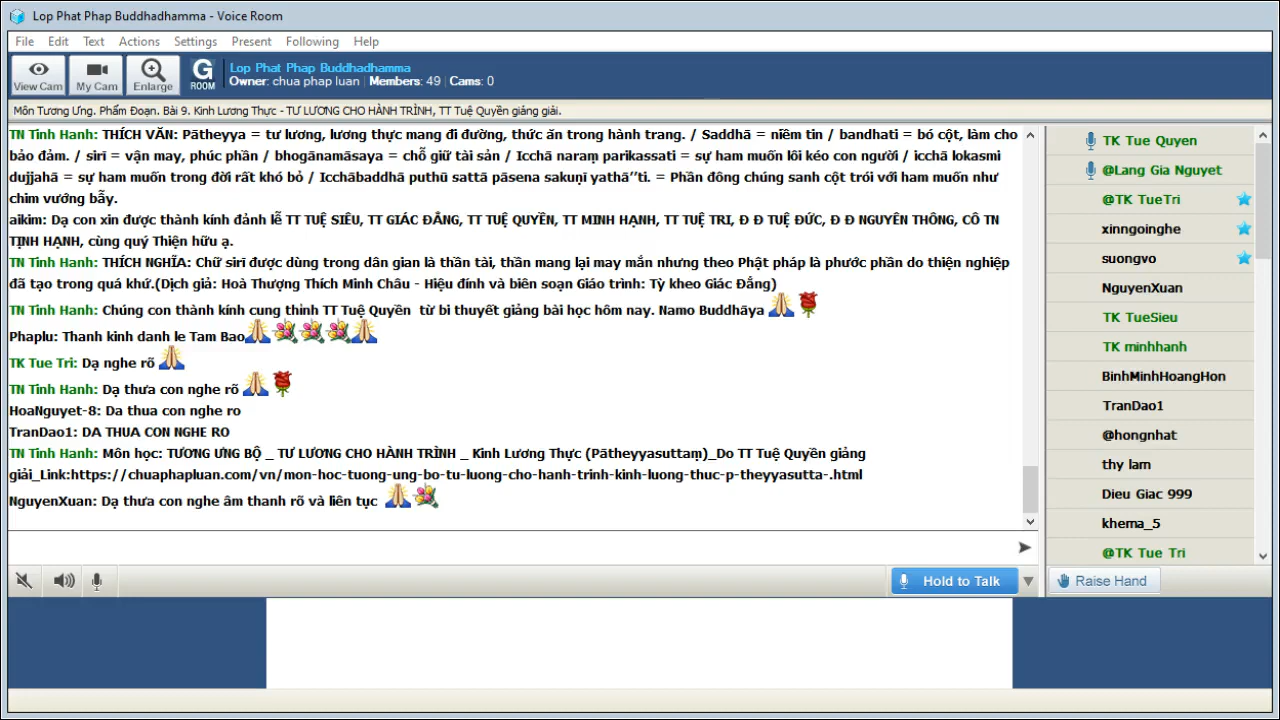 Lop Phat Phap Buddhadhamma - Voice Room
File Edit Text Actions Settings Present Following Help
View Cam My Cam Enlarge G ROOM
Lop Phat Phap Buddhadhamma
Owner: chua phap luan Members: 49 Cams: 0
Môn Tương Ưng. Phẩm Đoạn. Bài 9. Kinh Lương Thực - TƯ LƯƠNG CHO HÀNH TRÌNH, TT Tuệ Quyền giảng giải.
TN Tinh Hanh: THÍCH VĂN: Pātheyya = tư lương, lương thực mang đi đường, thức ăn trong hành trang. / Saddhā = niềm tin / bandhati = bó cột, làm cho
bảo đảm. / sirī = vận may, phúc phần / bhogānamāsaya = chỗ giữ tài sản / Icchā naraṃ parikassati = sự ham muốn lôi kéo con người / icchā lokasmi
dujjahā = sự ham muốn trong đời rất khó bỏ / Icchābaddhā puthū sattā pāsena sakuṇī yathā’’ti. = Phần đông chúng sanh cột trói với ham muốn như
chim vướng bẫy.
aikim: Dạ con xin được thành kính đảnh lễ TT TUỆ SIÊU, TT GIÁC ĐẲNG, TT TUỆ QUYỀN, TT MINH HẠNH, TT TUỆ TRI, Đ Đ TUỆ ĐỨC, Đ Đ NGUYÊN THÔNG, CÔ TN
TỊNH HẠNH, cùng quý Thiện hữu ạ.
TN Tinh Hanh: THÍCH NGHĨA: Chữ sirī được dùng trong dân gian là thần tài, thần mang lại may mắn nhưng theo Phật pháp là phước phần do thiện nghiệp
đã tạo trong quá khứ.(Dịch giả: Hoà Thượng Thích Minh Châu - Hiệu đính và biên soạn Giáo trình: Tỳ kheo Giác Đẳng)
TN Tinh Hanh: Chúng con thành kính cung thỉnh TT Tuệ Quyền từ bi thuyết giảng bài học hôm nay. Namo Buddhāya
Phaplu: Thanh kinh danh le Tam Bao
TK Tue Tri: Dạ nghe rõ
TN Tinh Hanh: Dạ thưa con nghe rõ
HoaNguyet-8: Da thua con nghe ro
TranDao1: DA THUA CON NGHE RO
TN Tinh Hanh: Môn học: TƯƠNG ƯNG BỘ _ TƯ LƯƠNG CHO HÀNH TRÌNH _ Kinh Lương Thực (Pātheyyasuttaṃ)_Do TT Tuệ Quyền giảng
giải_Link:https://chuaphapluan.com/vn/mon-hoc-tuong-ung-bo-tu-luong-cho-hanh-trinh-kinh-luong-thuc-p-theyyasutta-.html
NguyenXuan: Dạ thưa con nghe âm thanh rõ và liên tục
Hold to Talk
TK Tue Quyen
@Lang Gia Nguyet
@TK TueTri
xinngoinghe
suongvo
NguyenXuan
TK TueSieu
TK minhhanh
BinhMinhHoangHon
TranDao1
@hongnhat
thy lam
Dieu Giac 999
khema_5
@TK Tue Tri
Raise Hand